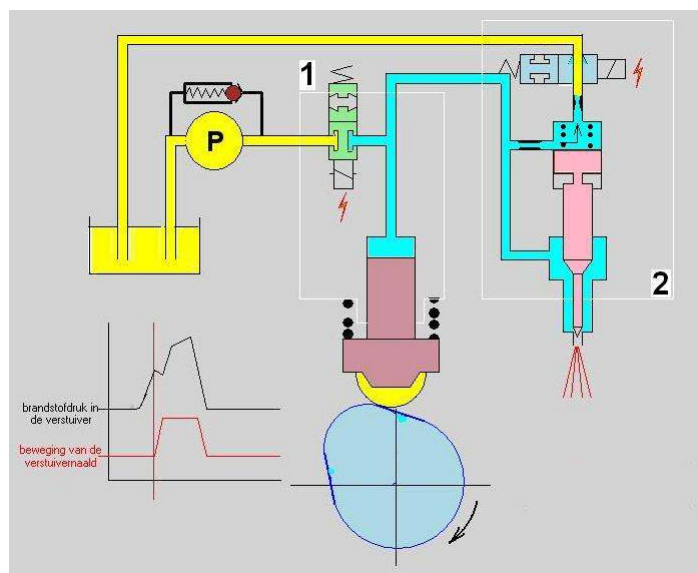 1
P
2
brandstofdruk in
de verstuiver
beweging van de
verstuivernaald